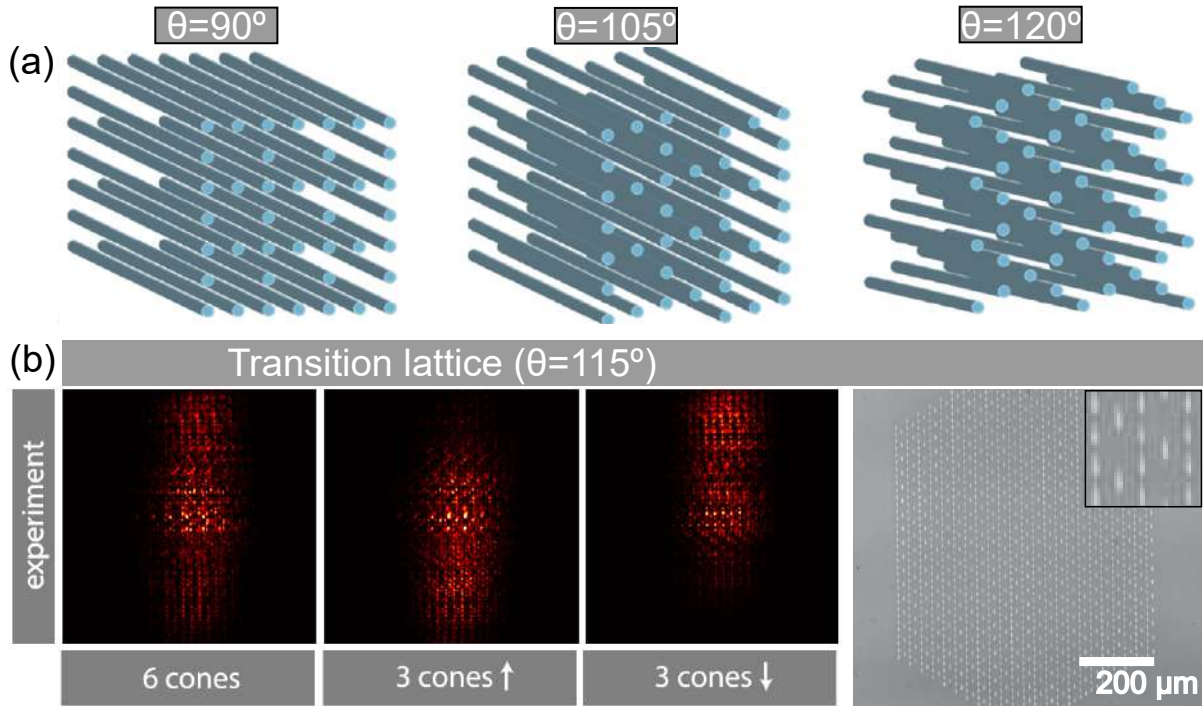 θ=90º
θ=105º
θ=120º
(a)
(b)
Transition lattice (θ=115º)
experiment
6 cones
3 cones ↑
3 cones ↓
200 µm